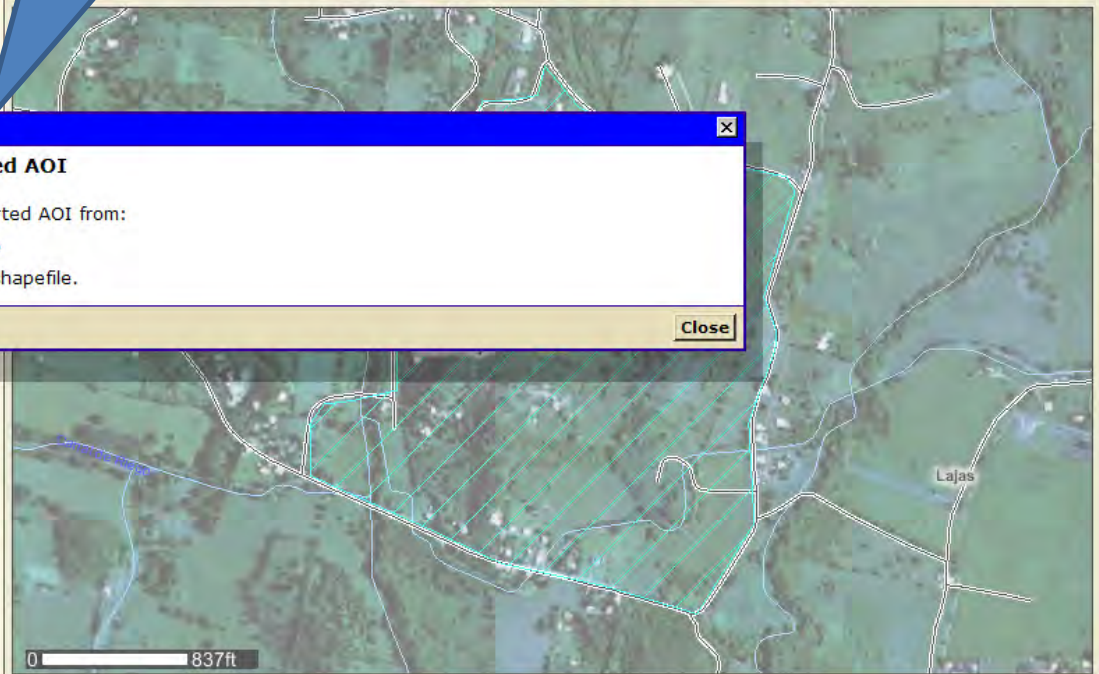 ed AOI
ted AOI from:
hapefile.
Close
Lajas
0 837ft